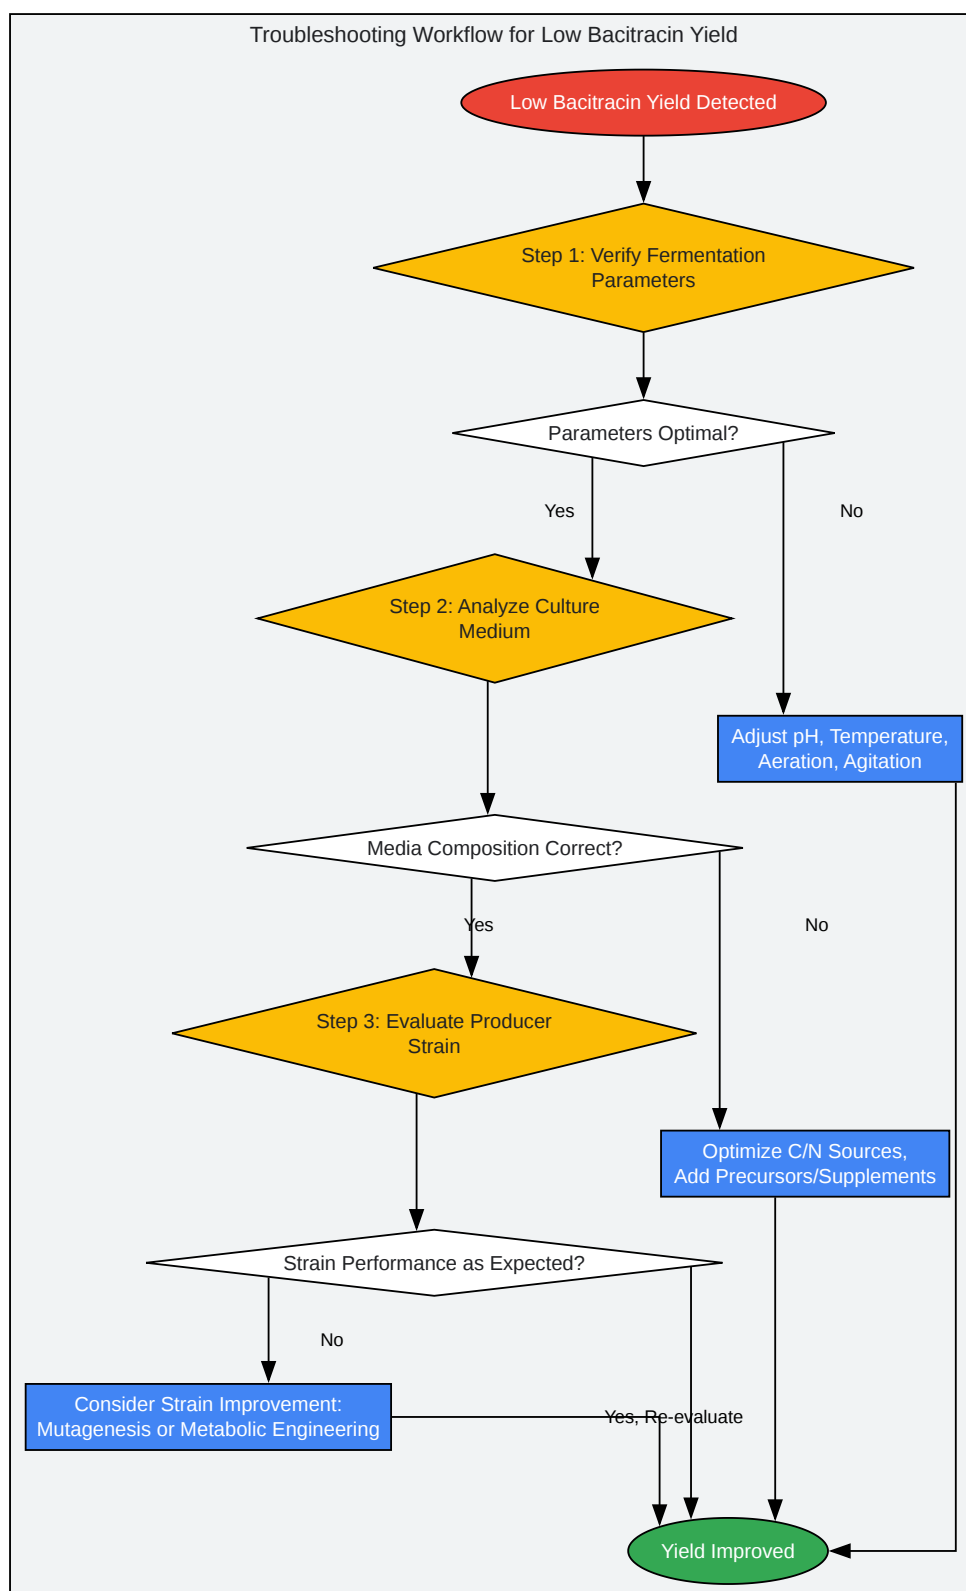 Troubleshooting Workflow for Low Bacitracin Yield
Low Bacitracin Yield Detected
Step 1: Verify Fermentation
Parameters
Parameters Optimal?
Yes
No
Step 2: Analyze Culture
Medium
Adjust pH, Temperature,
Aeration, Agitation
Media Composition Correct?
Yes
No
Step 3: Evaluate Producer
Strain
Optimize C/N Sources,
Add Precursors/Supplements
Strain Performance as Expected?
No
Consider Strain Improvement:
Mutagenesis or Metabolic Engineering
Yes, Re-evaluate
Yield Improved